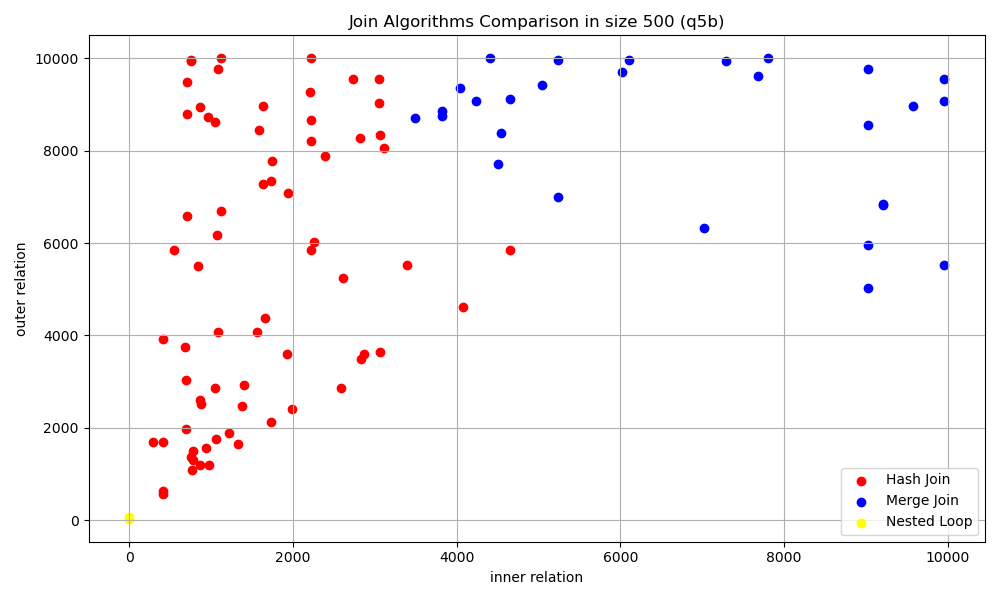 Join Algorithms Comparison in size 500 (q5b)
10000
8000
6000
4000
2000
0
outer relation
Hash Join
Merge Join
Nested Loop
0 2000 4000 6000 8000 10000
inner relation